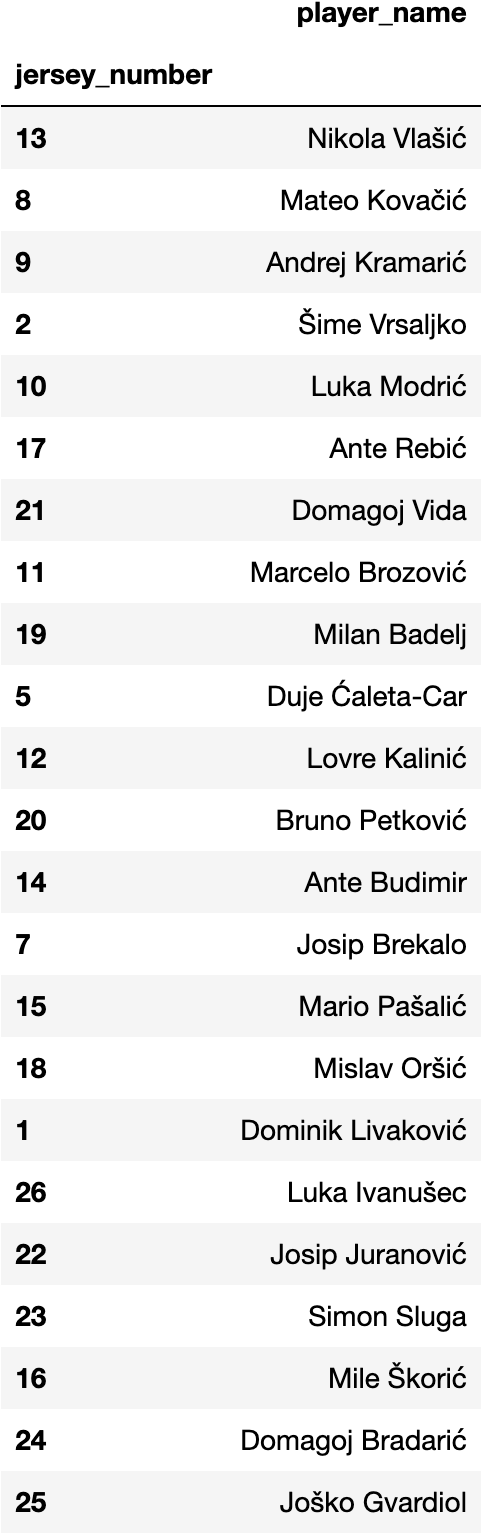 player_name
jersey_number
13 Nikola Vlašić
8 Mateo Kovačić
9 Andrej Kramarić
2 Šime Vrsaljko
10 Luka Modrić
17 Ante Rebić
21 Domagoj Vida
11 Marcelo Brozović
19 Milan Badelj
5 Duje Ćaleta-Car
12 Lovre Kalinić
20 Bruno Petković
14 Ante Budimir
7 Josip Brekalo
15 Mario Pašalić
18 Mislav Oršić
1 Dominik Livaković
26 Luka Ivanušec
22 Josip Juranović
23 Simon Sluga
16 Mile Škorić
24 Domagoj Bradarić
25 Joško Gvardiol